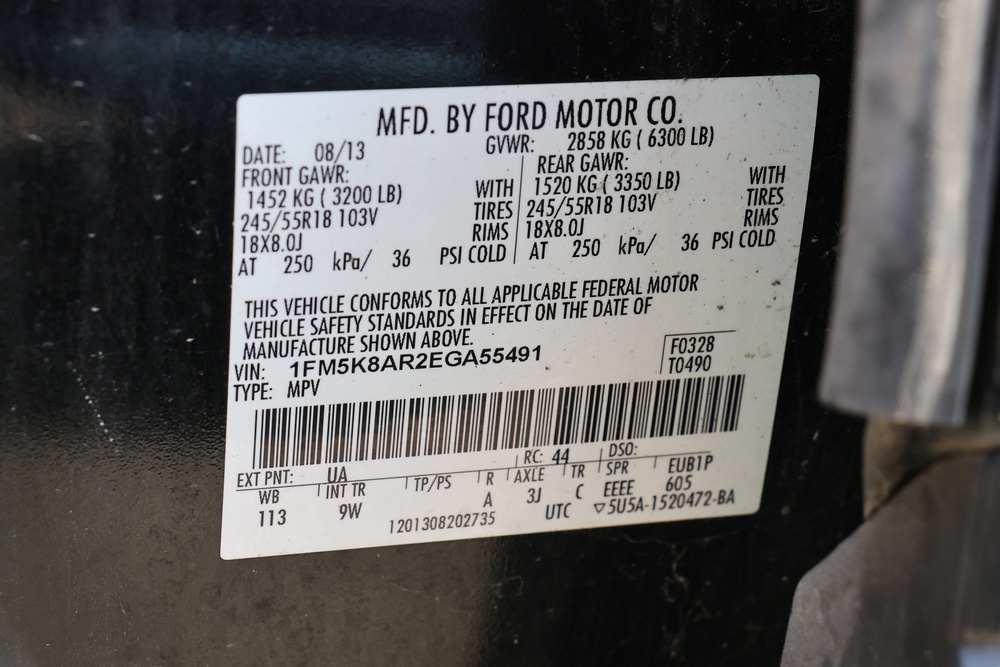 MFD. BY FORD MOTOR CO.
DATE: 08/13 GVWR: 2858 KG ( 6300 LB)
FRONT GAWR: REAR GAWR:
1452 KG ( 3200 LB) WITH 1520 KG ( 3350 LB) WITH
245/55R18 103V TIRES 245/55R18 103V TIRES
18X8.0J RIMS 18X8.0J RIMS
AT 250 kPa/ 36 PSI COLD AT 250 kPa/ 36 PSI COLD
THIS VEHICLE CONFORMS TO ALL APPLICABLE FEDERAL MOTOR
VEHICLE SAFETY STANDARDS IN EFFECT ON THE DATE OF
MANUFACTURE SHOWN ABOVE.
VIN: 1FM5K8AR2EGA55491 F0328
TYPE: MPV T0490
EXT PNT: UA RC: 44 DSO:
WB INT TR TP/PS R AXLE TR SPR EUB1P
113 9W A 3J C EEEE 605
1201308202735 UTC ▽5U5A-1520472-BA